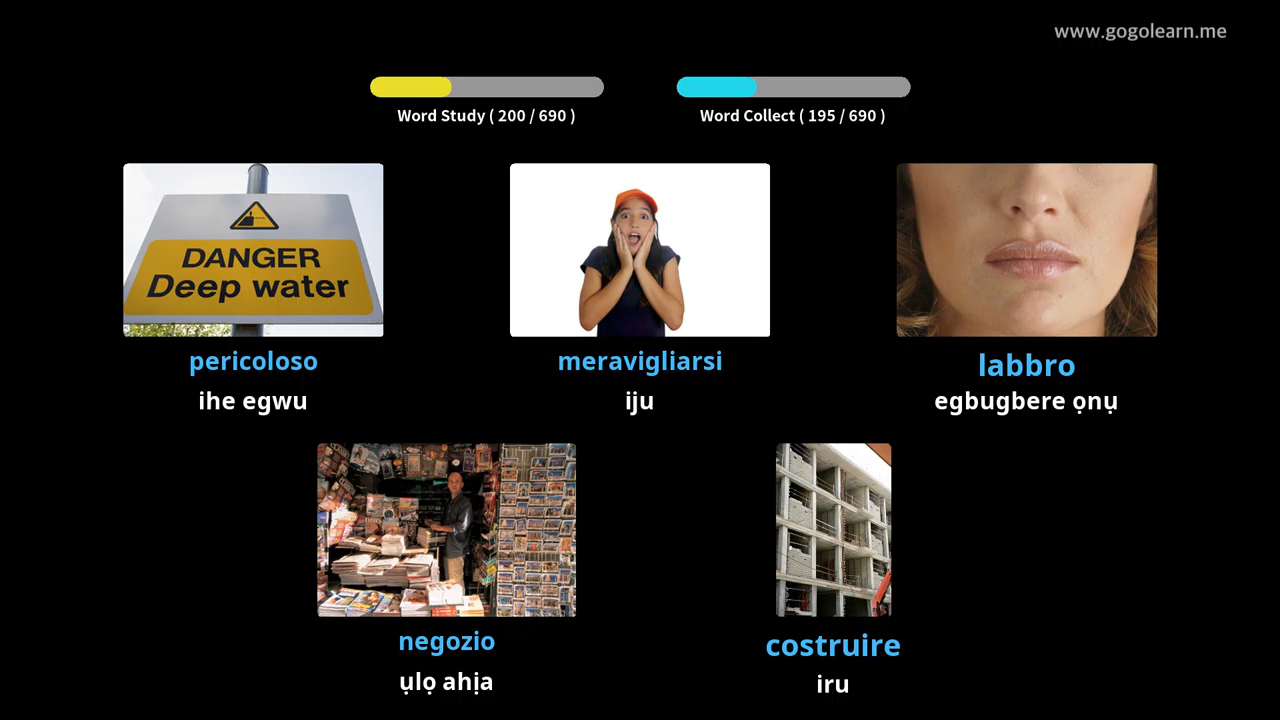 www.gogolearn.me
Word Study ( 200 / 690 )
Word Collect ( 195 / 690 )
DANGER
Deep water
pericoloso
ihe egwu
meravigliarsi
iju
labbro
egbugbere ọnụ
negozio
ụlọ ahịa
costruire
iru